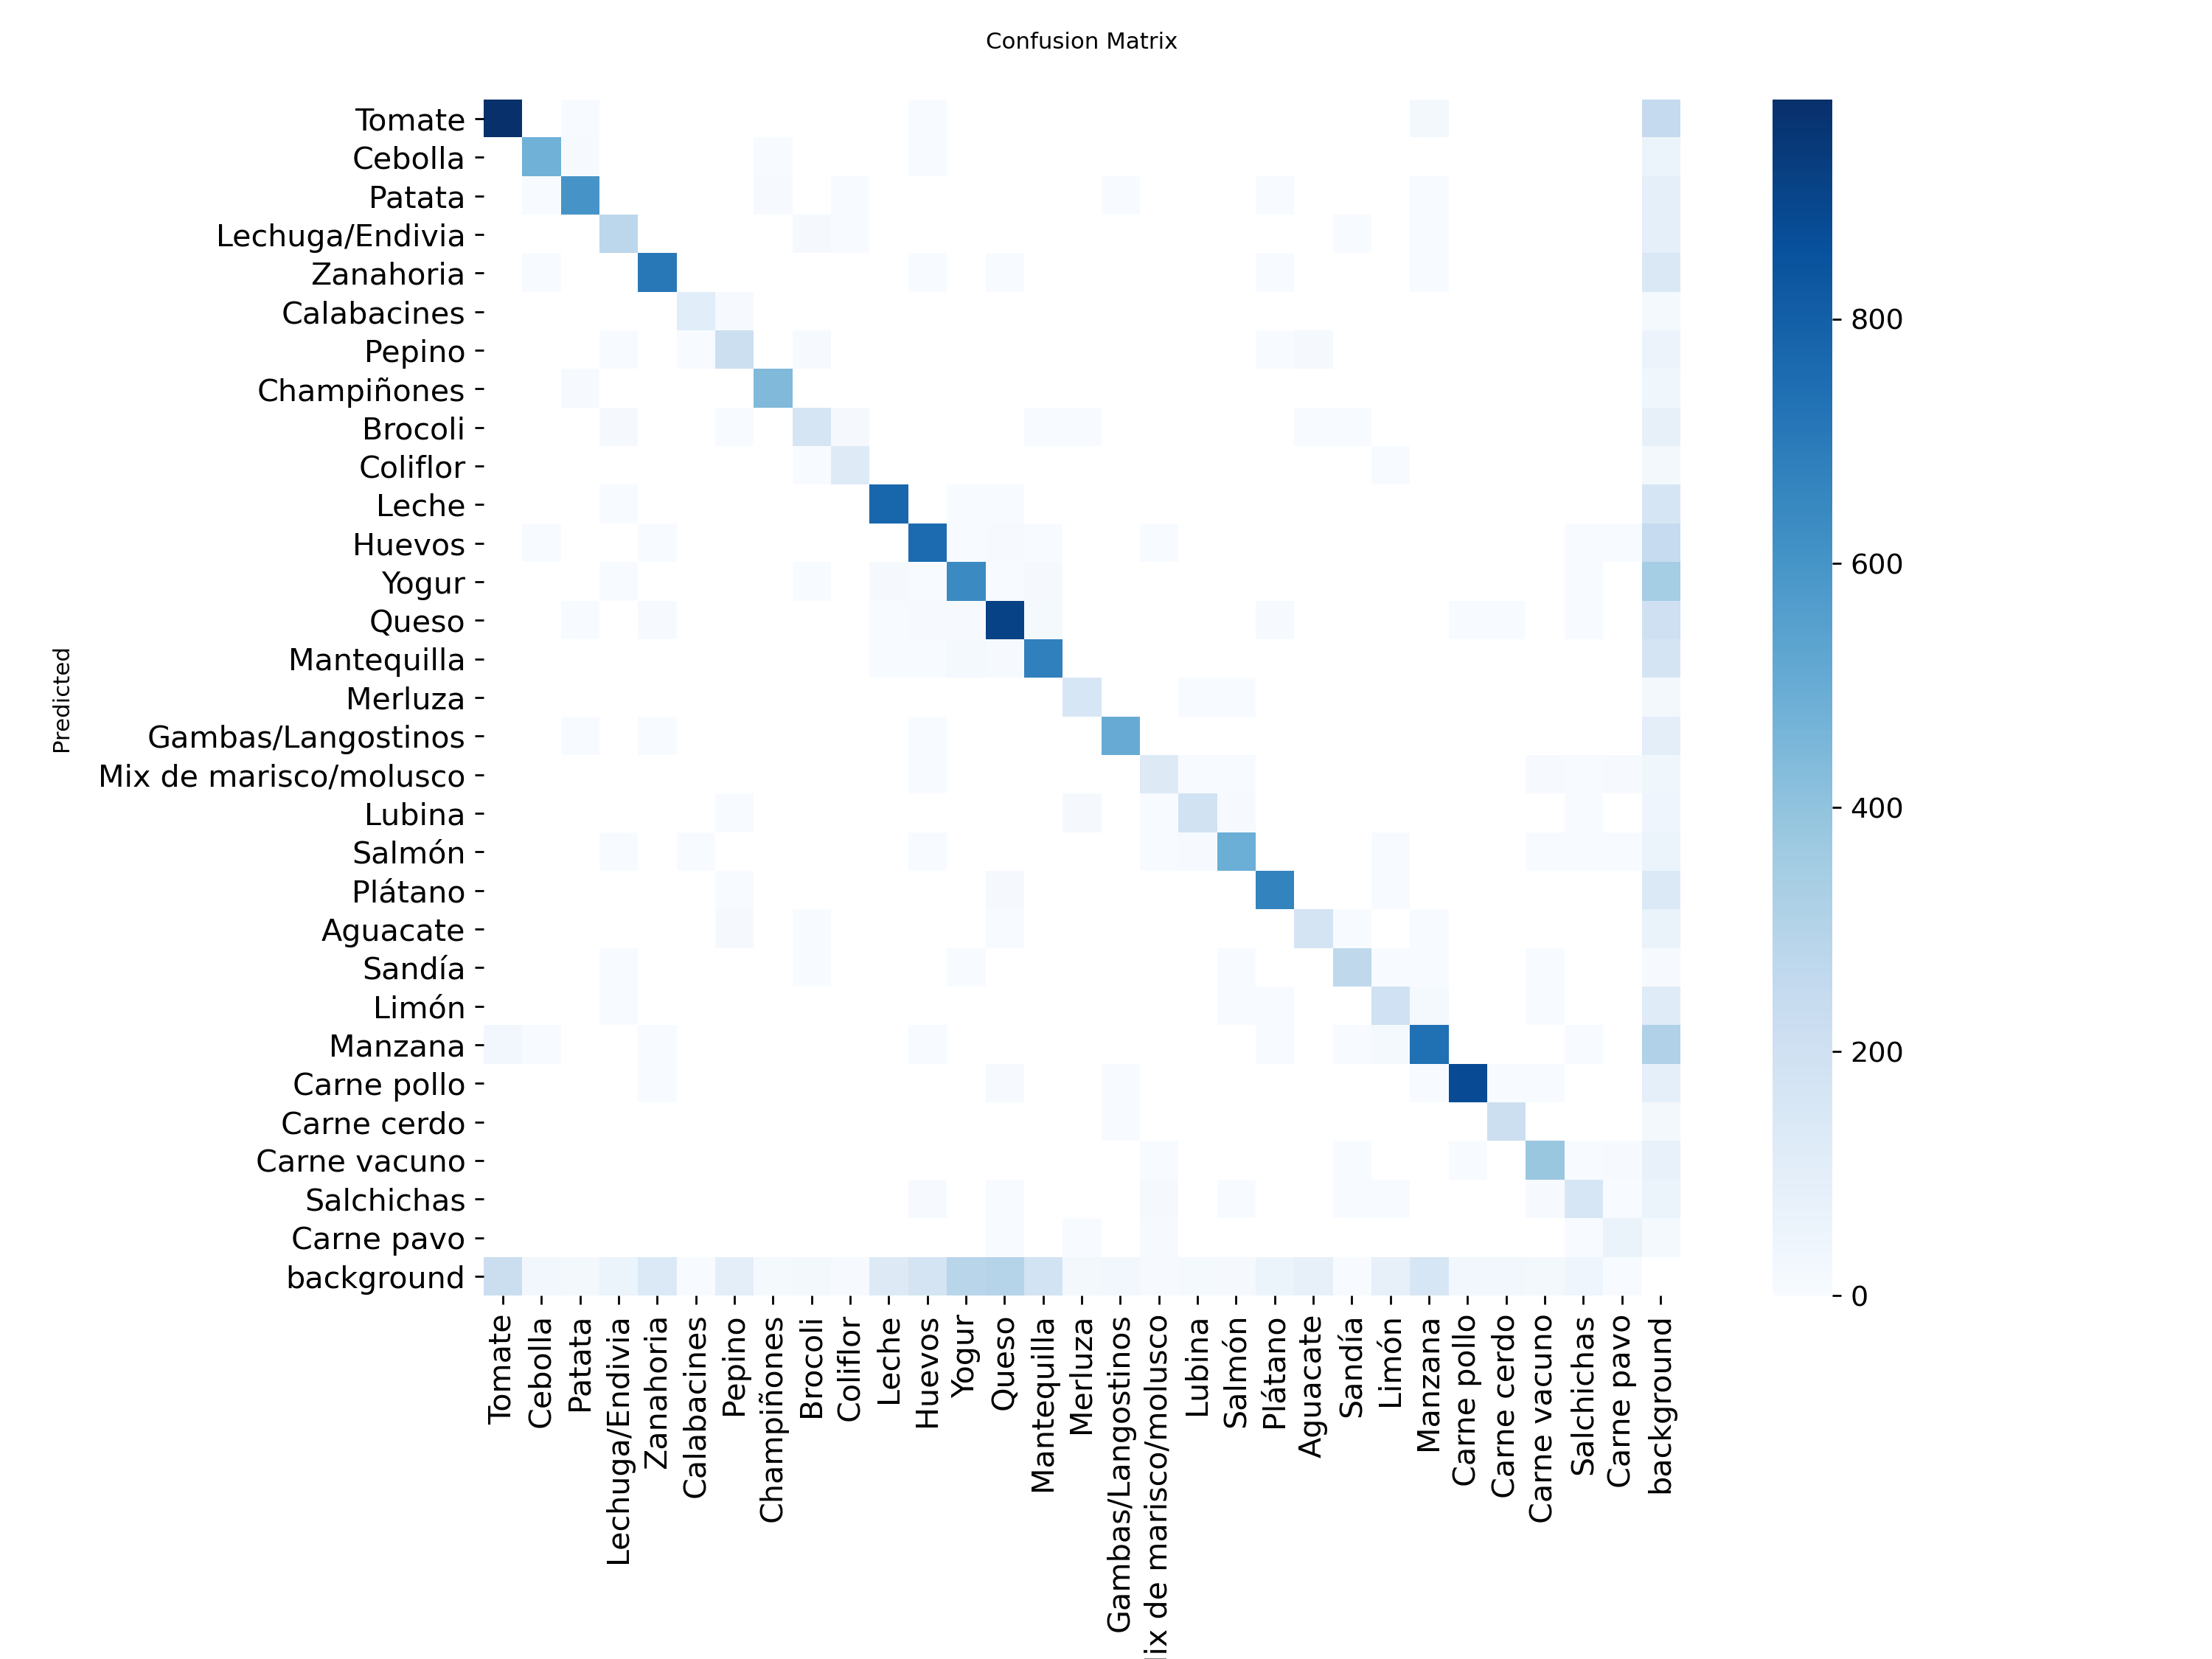 Confusion Matrix
Predicted
Tomate
Cebolla
Patata
Lechuga/Endivia
Zanahoria
Calabacines
Pepino
Champiñones
Brocoli
Coliflor
Leche
Huevos
Yogur
Queso
Mantequilla
Merluza
Gambas/Langostinos
Mix de marisco/molusco
Lubina
Salmón
Plátano
Aguacate
Sandía
Limón
Manzana
Carne pollo
Carne cerdo
Carne vacuno
Salchichas
Carne pavo
background
Tomate
Cebolla
Patata
Lechuga/Endivia
Zanahoria
Calabacines
Pepino
Champiñones
Brocoli
Coliflor
Leche
Huevos
Yogur
Queso
Mantequilla
Merluza
Gambas/Langostinos
ix de marisco/molusco
Lubina
Salmón
Plátano
Aguacate
Sandía
Limón
Manzana
Carne pollo
Carne cerdo
Carne vacuno
Salchichas
Carne pavo
background
800
600
400
200
0